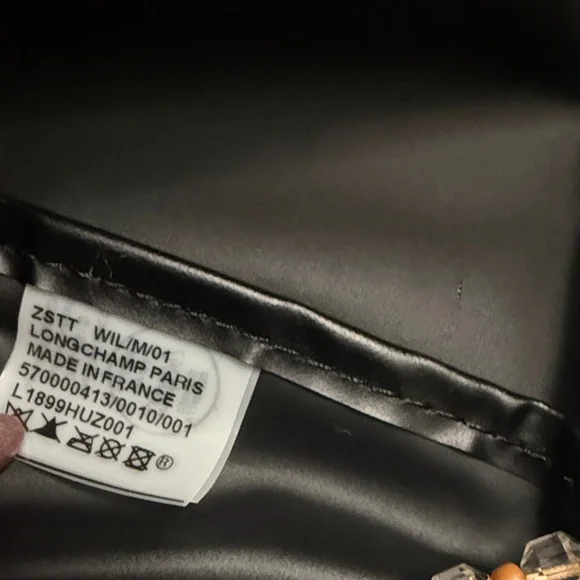 ZSTT WIL/M/01
LONGCHAMP PARIS
MADE IN FRANCE
570000413/0010/001
L1899HUZ001
®